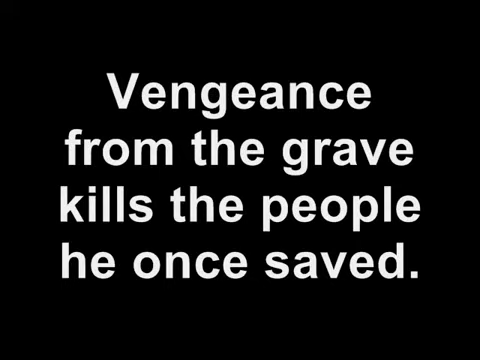 Vengeance
from the grave
kills the people
he once saved.